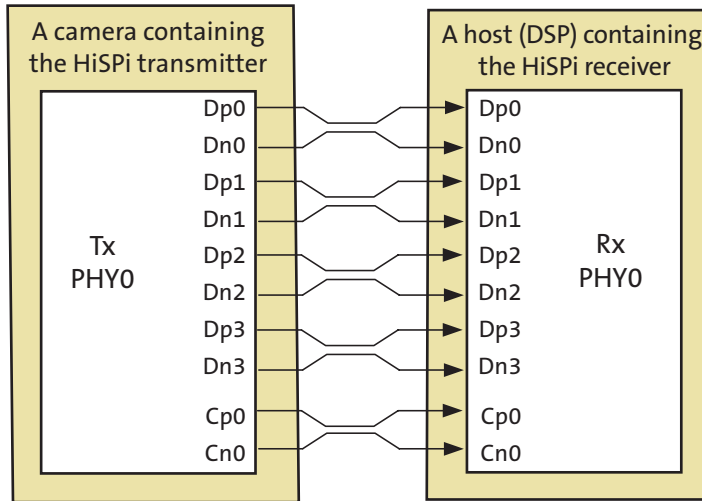 A camera containing
the HiSPi transmitter
Tx
PHY0
Dp0
Dn0
Dp1
Dn1
Dp2
Dn2
Dp3
Dn3
Cp0
Cn0
A host (DSP) containing
the HiSPi receiver
Dp0
Dn0
Dp1
Dn1
Dp2
Dn2
Dp3
Dn3
Cp0
Cn0
Rx
PHY0